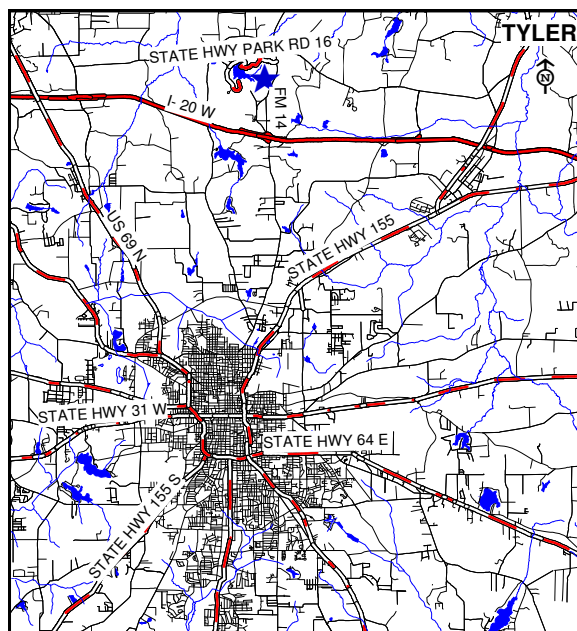 TYLER
STATE HWY PARK RD 16
N
FM 14
I- 20 W
US 69 N
STATE HWY 155
STATE HWY 31 W
STATE HWY 64 E
STATE HWY 155 S